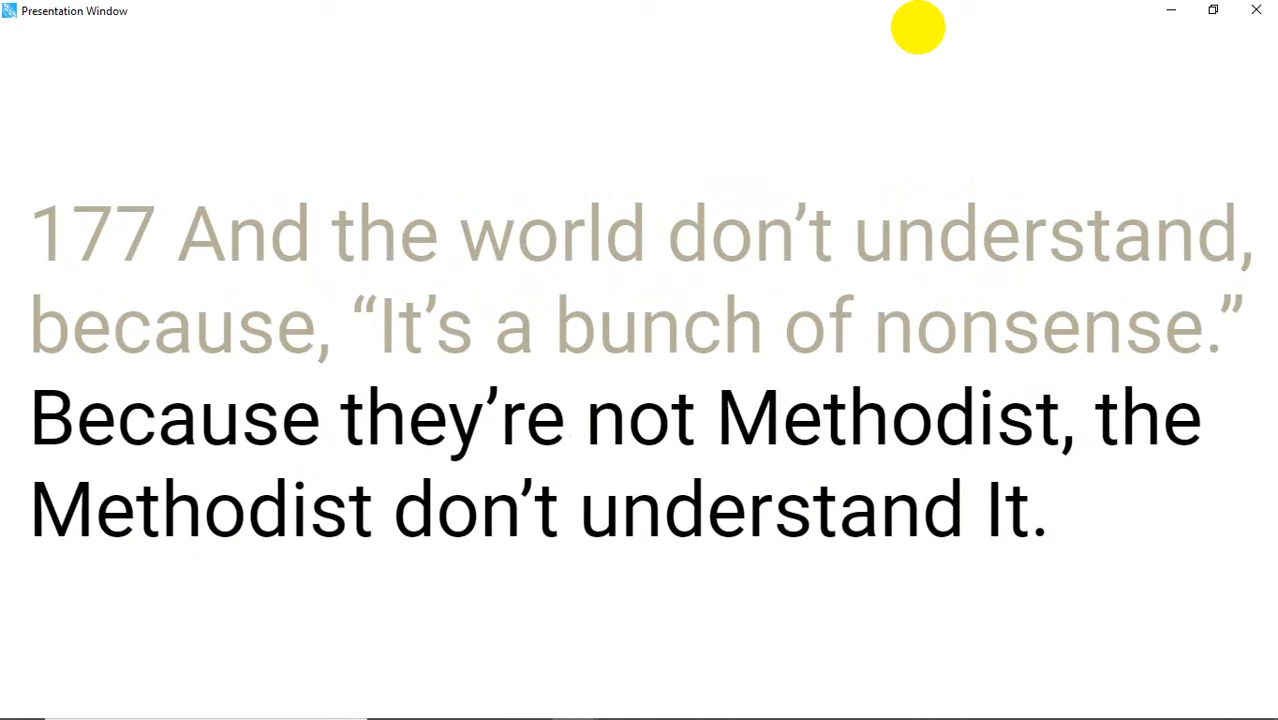 Presentation Window
177 And the world don’t understand,
because, “It’s a bunch of nonsense.”
Because they’re not Methodist, the
Methodist don’t understand It.